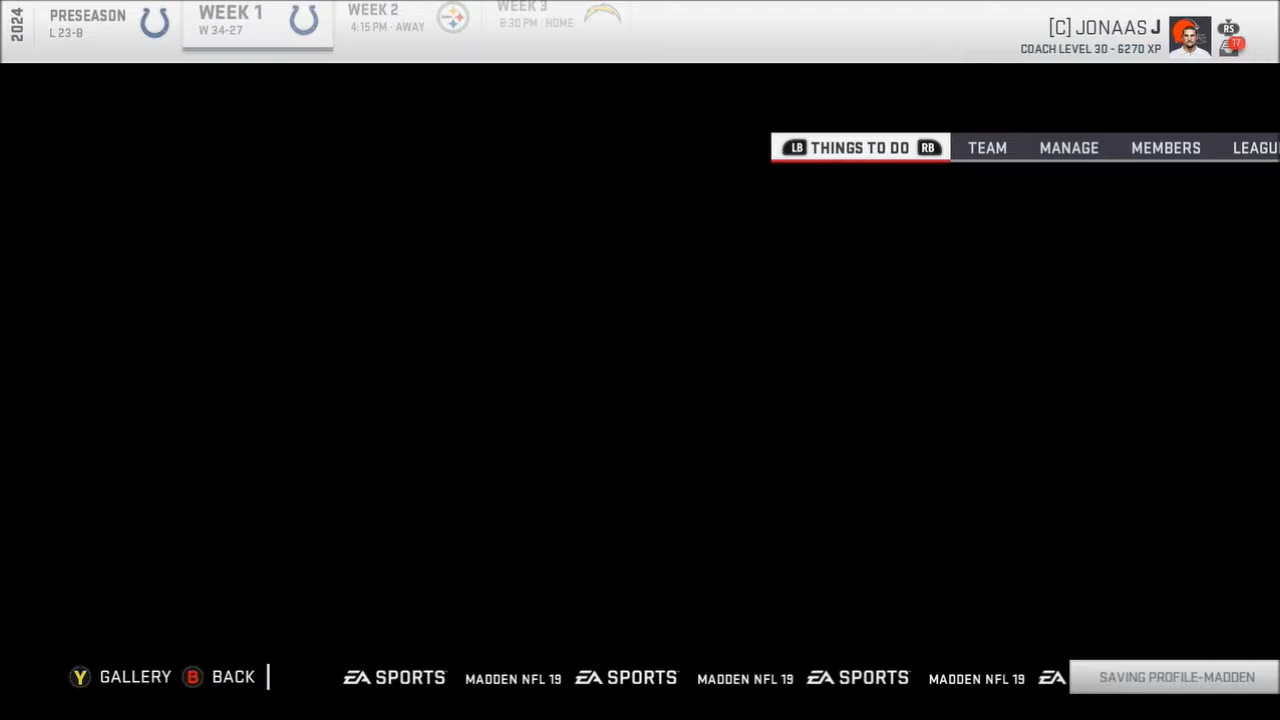 2024
PRESEASON
L 23-8
WEEK 1
W 34-27
WEEK 2
4:15 PM · AWAY
WEEK 3
8:30 PM · HOME
[C] JONAAS J
COACH LEVEL 30 - 6270 XP
RS
17
LB THINGS TO DO RB TEAM MANAGE MEMBERS LEAGU
Y GALLERY B BACK
EA SPORTS MADDEN NFL 19 EA SPORTS MADDEN NFL 19 EA SPORTS MADDEN NFL 19 EA
SAVING PROFILE-MADDEN